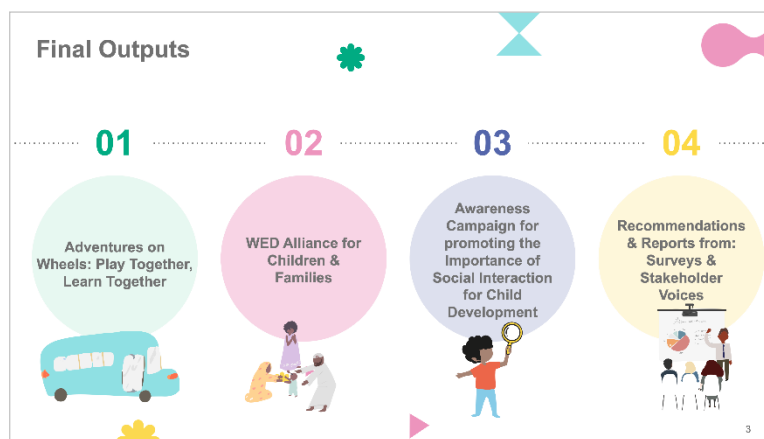 Final Outputs
01
02
03
04
Adventures on
Wheels: Play Together,
Learn Together
WED Alliance for
Children &
Families
Awareness
Campaign for
promoting the
Importance of
Social Interaction
for Child
Development
Recommendations
& Reports from:
Surveys &
Stakeholder
Voices
3